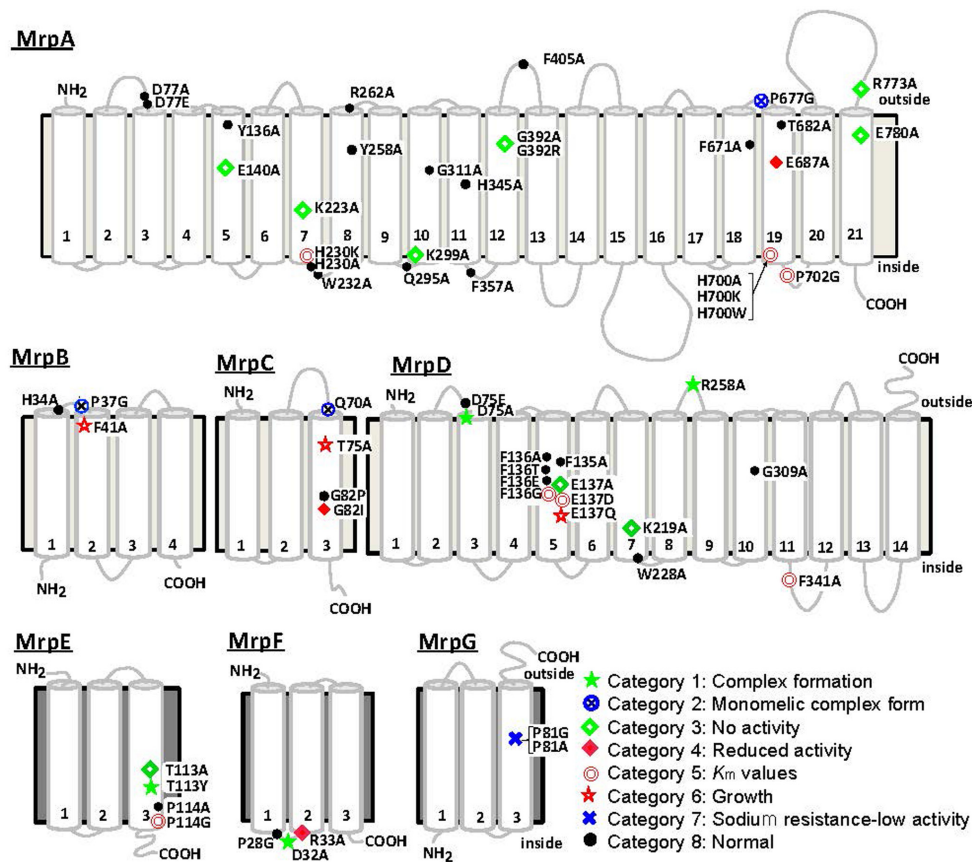 MrpA
NH2
D77A
D77E
Y136A
E140A
K223A
H230K
H230A
W232A
R262A
Y258A
Q295A
K299A
G311A
H345A
F357A
F405A
G392A
G392R
P677G
F671A
T682A
E687A
R773A
outside
E780A
H700A
H700K
H700W
P702G
inside
COOH
1 2 3 4 5 6 7 8 9 10 11 12 13 14 15 16 17 18 19 20 21
MrpB
H34A
P37G
F41A
1 2 3 4
NH2
COOH
MrpC
NH2
Q70A
T75A
G82P
G82I
1 2 3
COOH
MrpD
NH2
D75E
D75A
F136A
F136T
F136E
F136G
F135A
E137A
E137D
E137Q
K219A
W228A
R258A
G309A
F341A
COOH
outside
inside
1 2 3 4 5 6 7 8 9 10 11 12 13 14
MrpE
NH2
T113A
T113Y
P114A
P114G
1 2 3
COOH
MrpF
NH2
1 2 3
P28G
D32A
R33A
COOH
MrpG
COOH
outside
P81G
P81A
1 2 3
inside
NH2
Category 1: Complex formation
Category 2: Monomelic complex form
Category 3: No activity
Category 4: Reduced activity
Category 5: Km values
Category 6: Growth
Category 7: Sodium resistance-low activity
Category 8: Normal